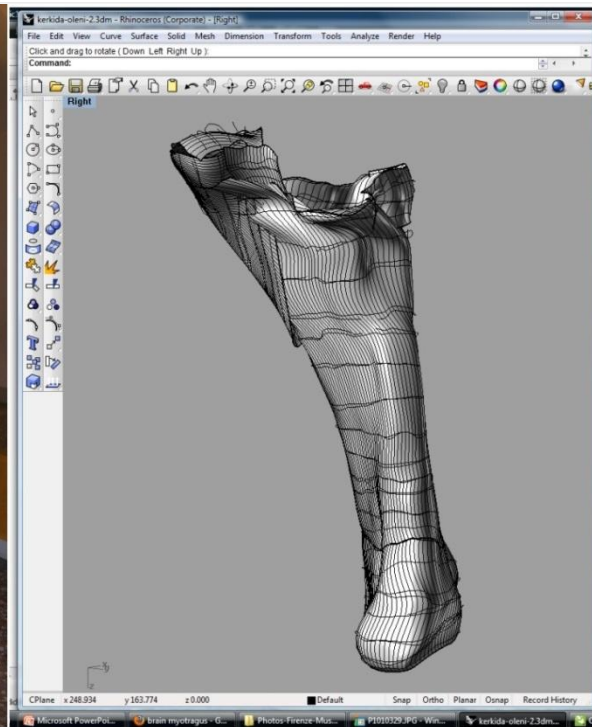 kerkida-oleni-2.3dm - Rhinoceros (Corporate) - [Right]
File Edit View Curve Surface Solid Mesh Dimension Transform Tools Analyze Render Help
Click and drag to rotate ( Down Left Right Up ):
Command:
Right
CPlane x 248.934 y 163.774 z 0.000 Default Snap Ortho Planar Osnap Record History
Microsoft PowerPoi... brain myotragus - G... Photos-Firenze-Mus... P1010329.JPG - Win... kerkida-oleni-2.3dm...